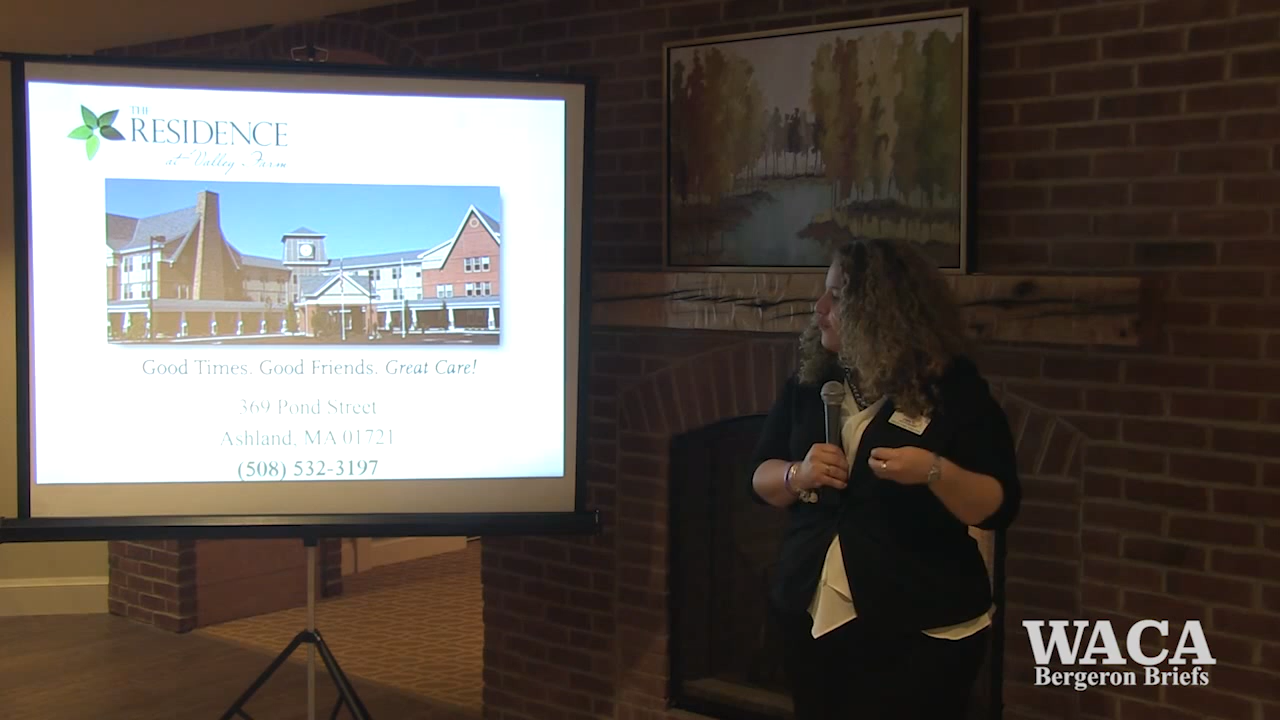 THE
RESIDENCE
at Valley Farm
Good Times. Good Friends. Great Care!
369 Pond Street
Ashland, MA 01721
(508) 532-3197
WACA
Bergeron Briefs